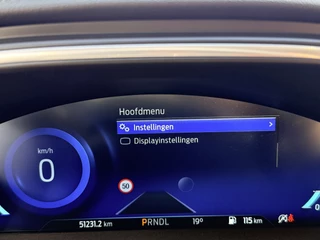 Hoofdmenu
Instellingen
Displayinstellingen
km/h
0
50
51231.2 km PRNDL 19° 115 km